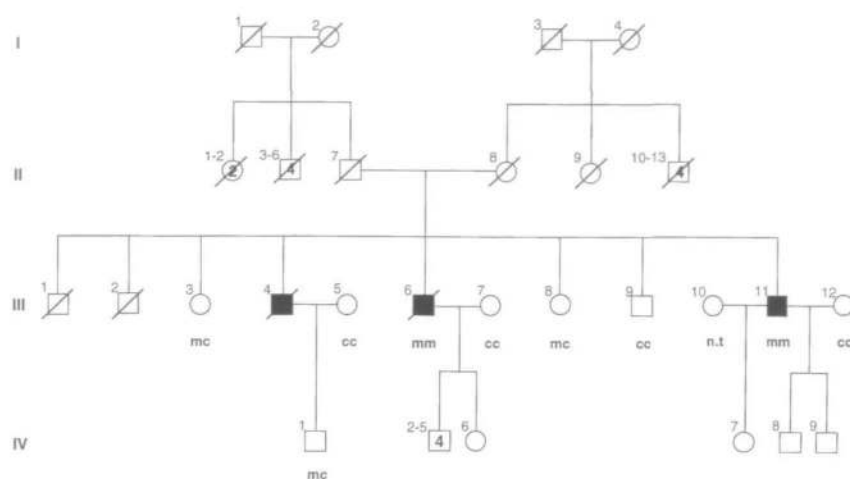 I 1 2 3 4
II 1-2 2 3-6 4 7 8 9 10-13 4
III 1 2 3 4 5 6 7 8 9 10 11 12
mc cc mm cc mc cc n.t mm cc
IV 1 2-5 4 6 7 8 9
mc